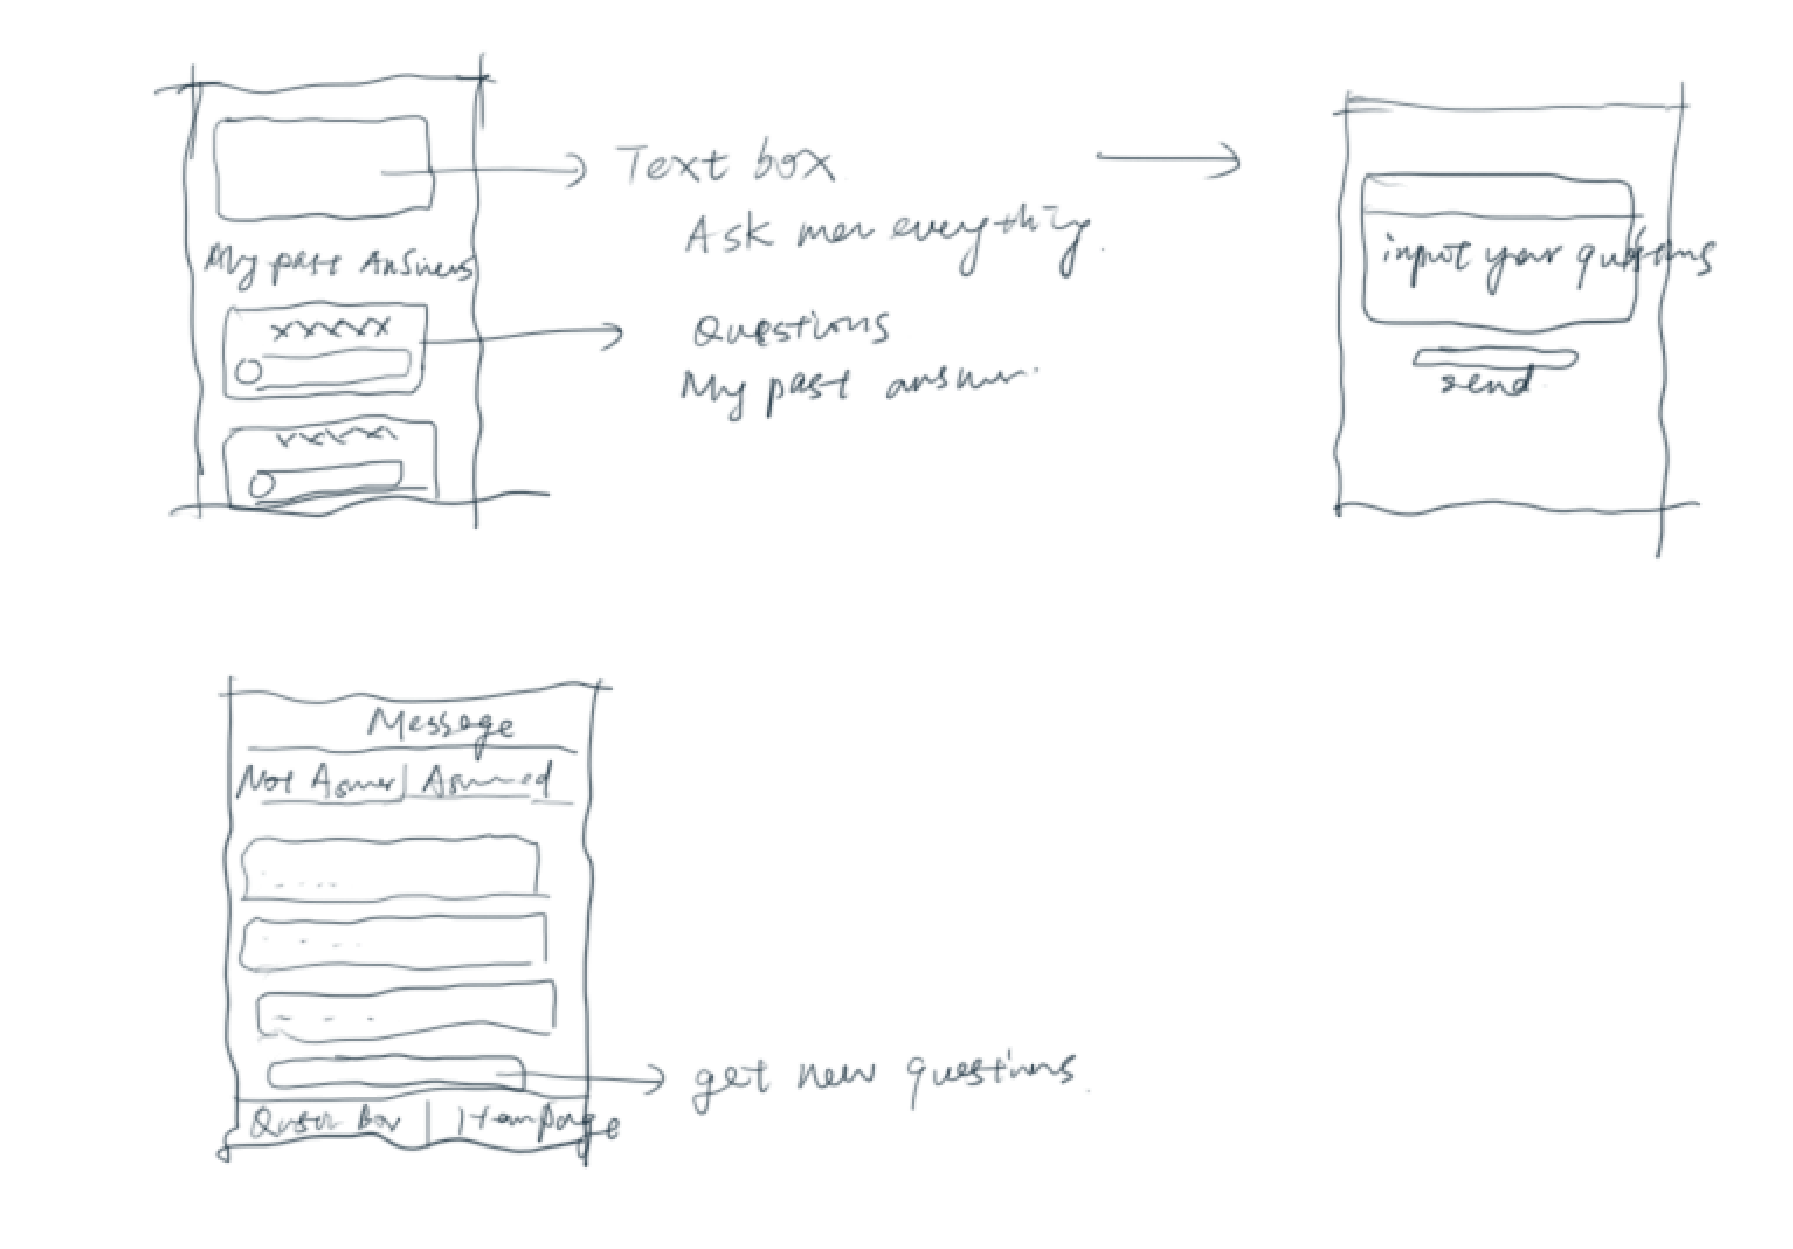 Text box
Ask me everything.
My past Answers
xxxxxx
Questions
My past answer.
xxxxx
input your questions
send
Message
Not Answer | Answered
get new questions
Question Box | Homepage